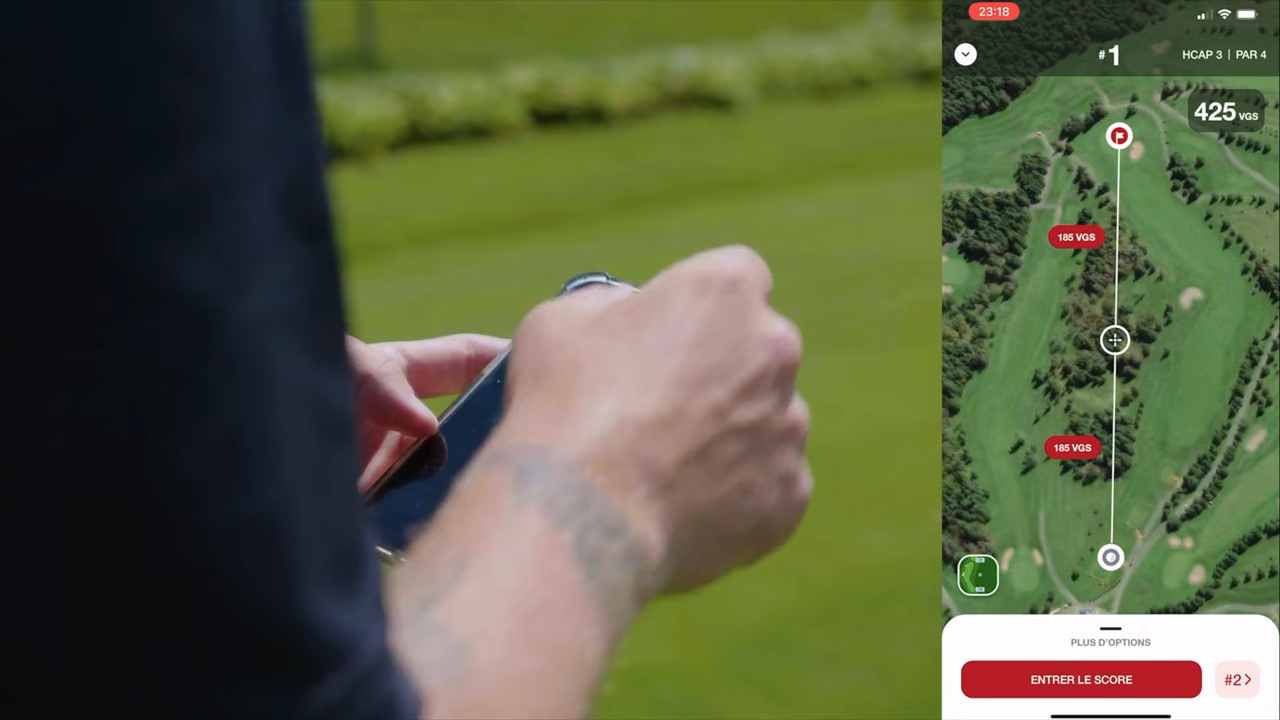 23:18
#1
HCAP 3 | PAR 4
425 VGS
185 VGS
185 VGS
PLUS D'OPTIONS
ENTRER LE SCORE
#2 >